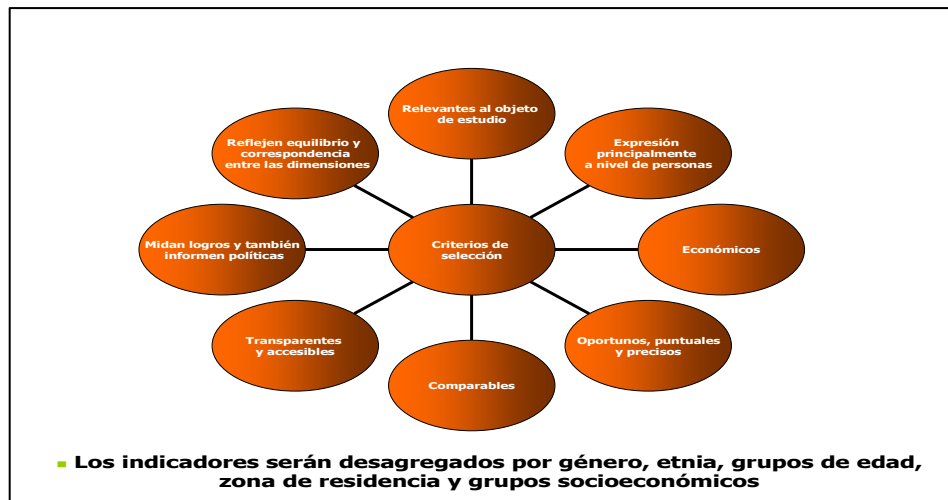 Relevantes al objeto
de estudio
Reflejen equilibrio y
correspondencia
entre las dimensiones
Expresión
principalmente
a nivel de personas
Midan logros y también
informen políticas
Criterios de
selección
Económicos
Transparentes
y accesibles
Oportunos, puntuales
y precisos
Comparables
Los indicadores serán desagregados por género, etnia, grupos de edad,
zona de residencia y grupos socioeconómicos